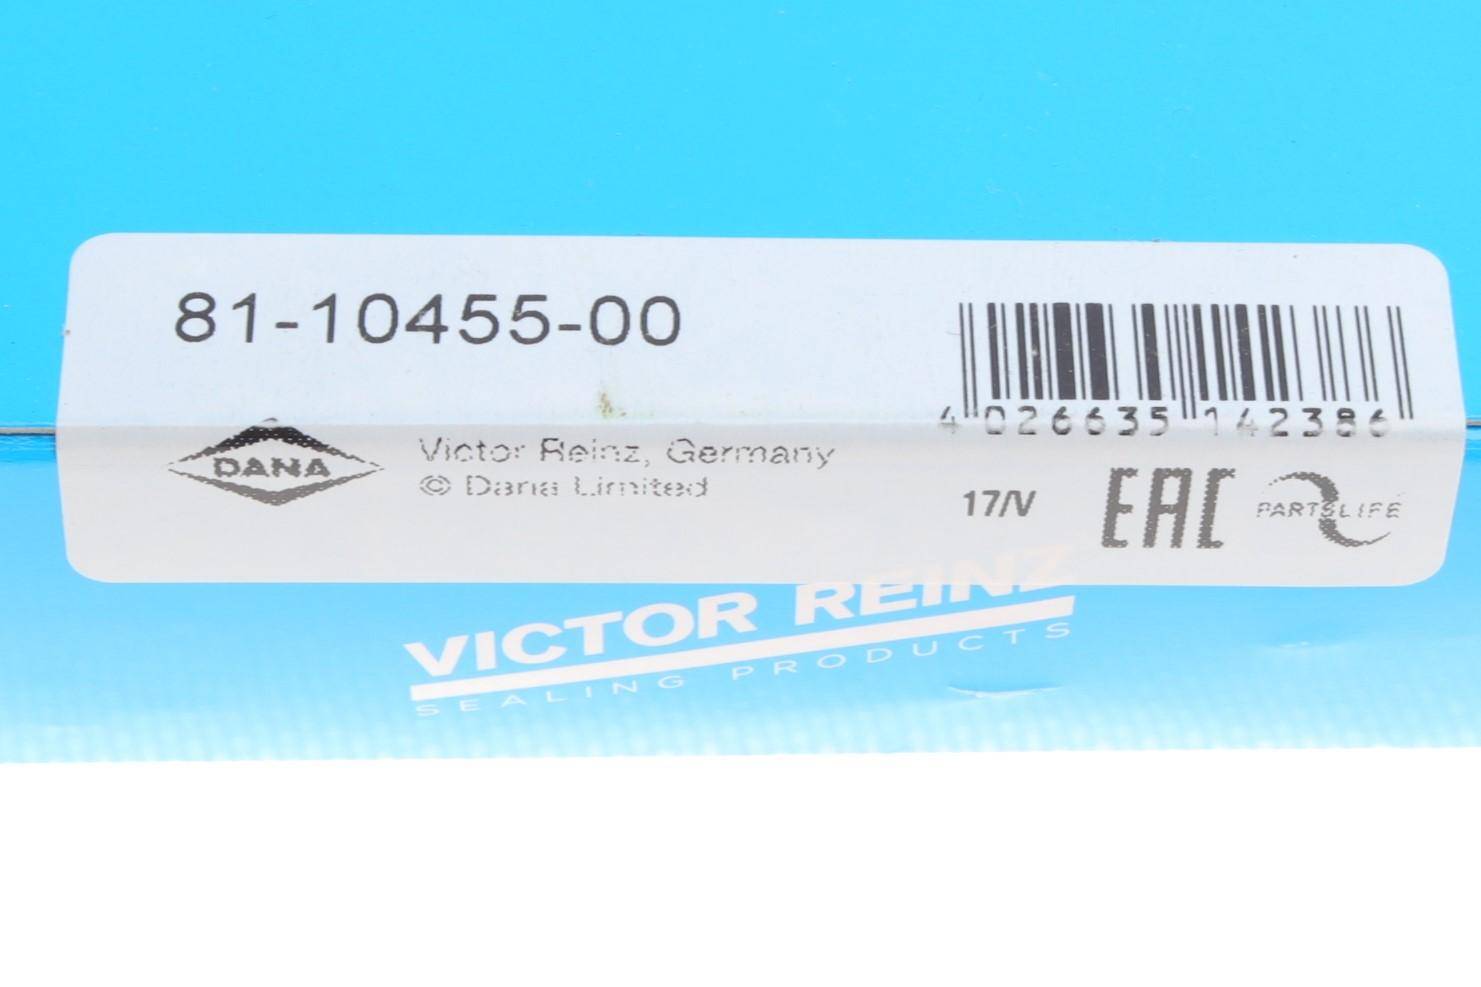 81-10455-00
4 026635 142386
DANA
Victor Reinz, Germany
© Dana Limited
17/V
EAC
PARTSLIFE
VICTOR REINZ
SEALING PRODUCTS